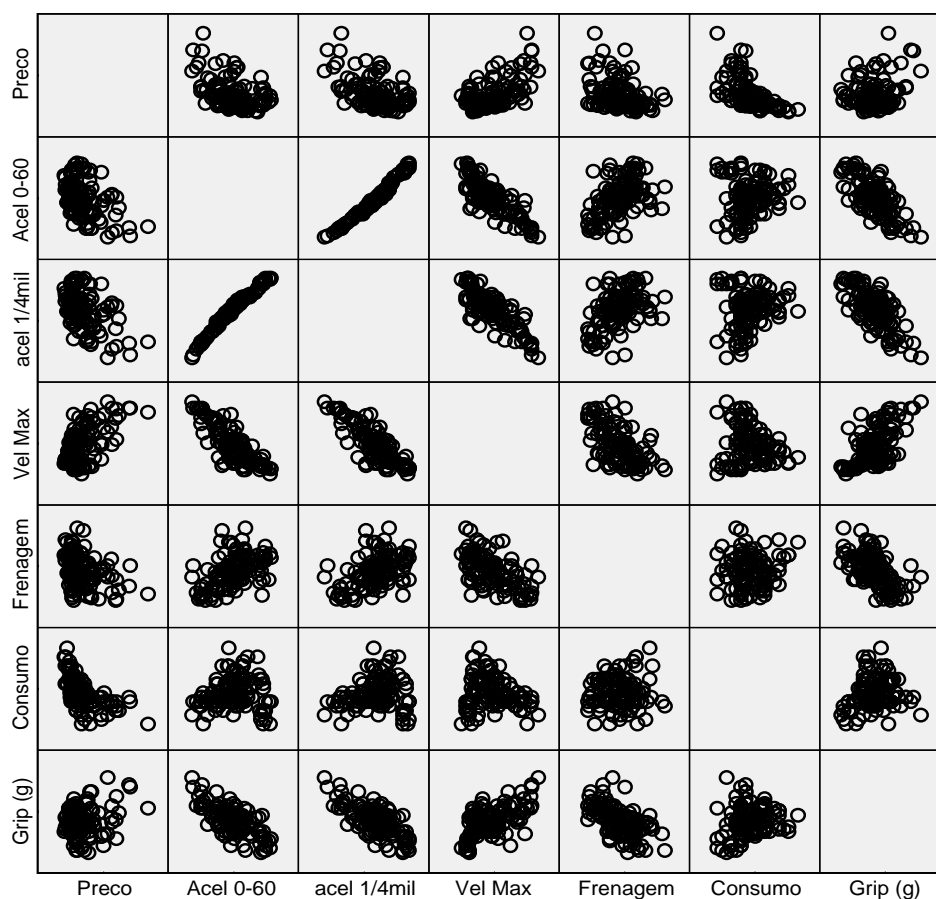 Preco
Acel 0-60
acel 1/4mil
Vel Max
Frenagem
Consumo
Grip (g)
Preco Acel 0-60 acel 1/4mil Vel Max Frenagem Consumo Grip (g)